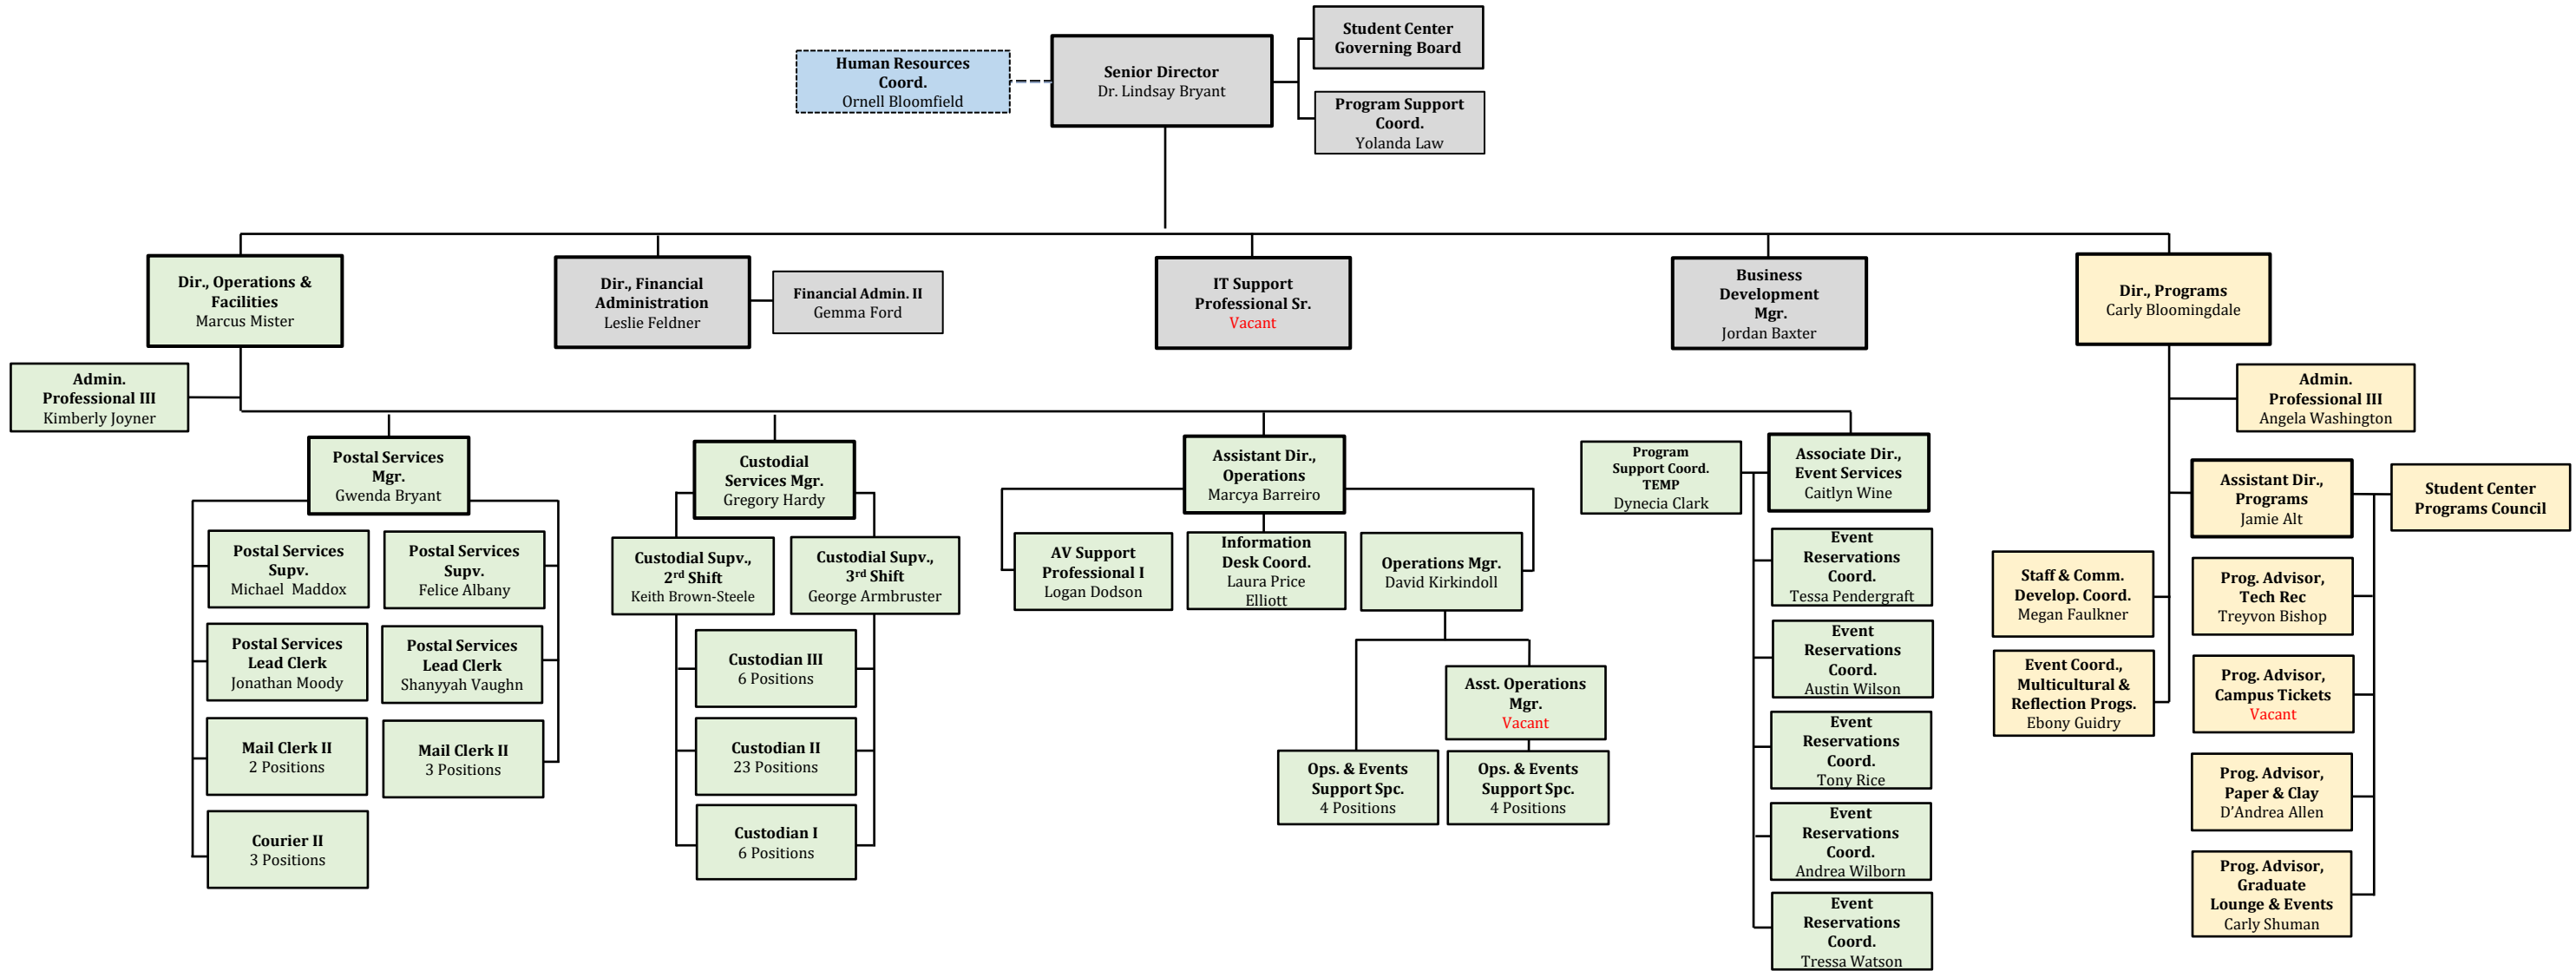 Student Center
Governing Board
Human Resources
Coord.
Ornell Bloomfield
Senior Director
Dr. Lindsay Bryant
Program Support
Coord.
Yolanda Law
Dir., Operations &
Facilities
Marcus Mister
Dir., Financial
Administration
Leslie Feldner
Financial Admin. II
Gemma Ford
IT Support
Professional Sr.
Vacant
Business
Development
Mgr.
Jordan Baxter
Dir., Programs
Carly Bloomingdale
Admin.
Professional III
Kimberly Joyner
Admin.
Professional III
Angela Washington
Postal Services
Mgr.
Gwenda Bryant
Custodial
Services Mgr.
Gregory Hardy
Assistant Dir.,
Operations
Marcya Barreiro
Program
Support Coord.
TEMP
Dynecia Clark
Associate Dir.,
Event Services
Caitlyn Wine
Assistant Dir.,
Programs
Jamie Alt
Student Center
Programs Council
Postal Services
Supv.
Michael  Maddox
Postal Services
Supv.
Felice Albany
Custodial Supv.,
2rd Shift
Keith Brown-Steele
Custodial Supv.,
3rd Shift
George Armbruster
AV Support
Professional I
Logan Dodson
Information
Desk Coord.
Laura Price
Elliott
Operations Mgr.
David Kirkindoll
Event
Reservations
Coord.
Tessa Pendergraft
Staff & Comm.
Develop. Coord.
Megan Faulkner
Prog. Advisor,
Tech Rec
Treyvon Bishop
Postal Services
Lead Clerk
Jonathan Moody
Postal Services
Lead Clerk
Shanyyah Vaughn
Custodian III
6 Positions
Event
Reservations
Coord.
Austin Wilson
Event Coord.,
Multicultural &
Reflection Progs.
Ebony Guidry
Prog. Advisor,
Campus Tickets
Vacant
Asst. Operations
Mgr.
Vacant
Mail Clerk II
2 Positions
Mail Clerk II
3 Positions
Custodian II
23 Positions
Event
Reservations
Coord.
Tony Rice
Ops. & Events
Support Spc.
4 Positions
Ops. & Events
Support Spc.
4 Positions
Prog. Advisor,
Paper & Clay
D’Andrea Allen
Courier II
3 Positions
Custodian I
6 Positions
Event
Reservations
Coord.
Andrea Wilborn
Prog. Advisor,
Graduate
Lounge & Events
Carly Shuman
Event
Reservations
Coord.
Tressa Watson